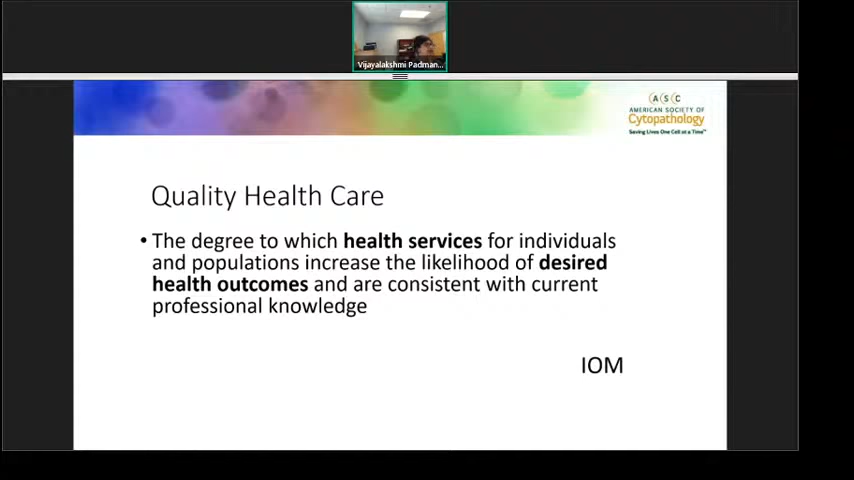 Vijayalakshmi Padman...
A S C
AMERICAN SOCIETY OF
Cytopathology
Saving Lives One Cell at a Time™
Quality Health Care
• The degree to which health services for individuals
and populations increase the likelihood of desired
health outcomes and are consistent with current
professional knowledge
IOM